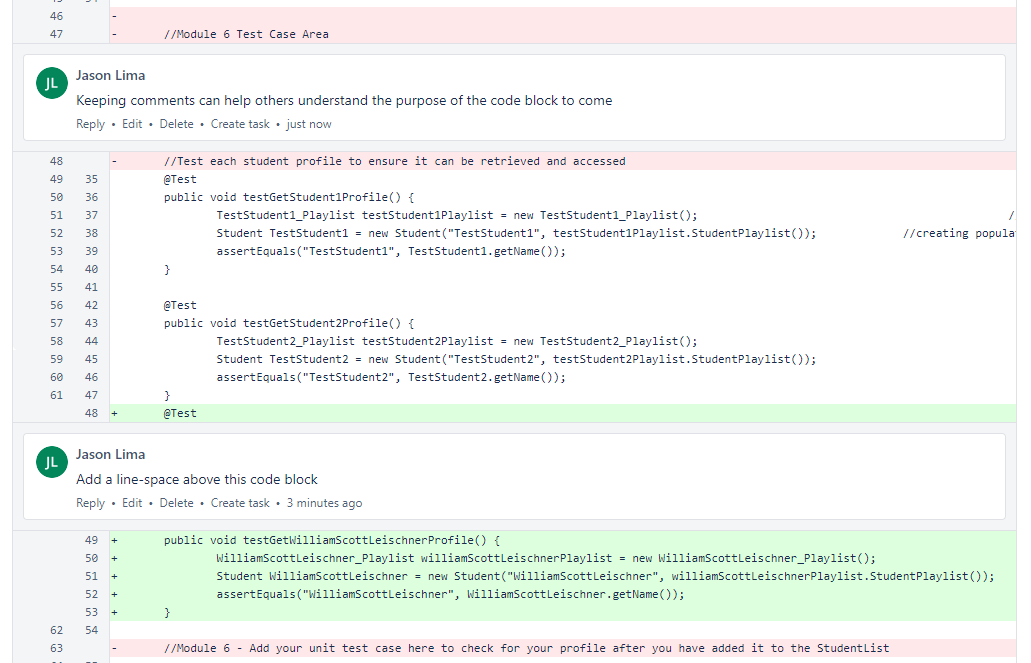 46 -
47 - //Module 6 Test Case Area
JL Jason Lima
Keeping comments can help others understand the purpose of the code block to come
Reply • Edit • Delete • Create task • just now
48 - //Test each student profile to ensure it can be retrieved and accessed
49 35 @Test
50 36 public void testGetStudent1Profile() {
51 37 TestStudent1_Playlist testStudent1Playlist = new TestStudent1_Playlist(); /
52 38 Student TestStudent1 = new Student("TestStudent1", testStudent1Playlist.StudentPlaylist()); //creating popula
53 39 assertEquals("TestStudent1", TestStudent1.getName());
54 40 }
55 41
56 42 @Test
57 43 public void testGetStudent2Profile() {
58 44 TestStudent2_Playlist testStudent2Playlist = new TestStudent2_Playlist();
59 45 Student TestStudent2 = new Student("TestStudent2", testStudent2Playlist.StudentPlaylist());
60 46 assertEquals("TestStudent2", TestStudent2.getName());
61 47 }
48 + @Test
JL Jason Lima
Add a line-space above this code block
Reply • Edit • Delete • Create task • 3 minutes ago
49 + public void testGetWilliamScottLeischnerProfile() {
50 + WilliamScottLeischner_Playlist williamScottLeischnerPlaylist = new WilliamScottLeischner_Playlist();
51 + Student WilliamScottLeischner = new Student("WilliamScottLeischner", williamScottLeischnerPlaylist.StudentPlaylist());
52 + assertEquals("WilliamScottLeischner", WilliamScottLeischner.getName());
53 + }
62 54
63 - //Module 6 - Add your unit test case here to check for your profile after you have added it to the StudentList